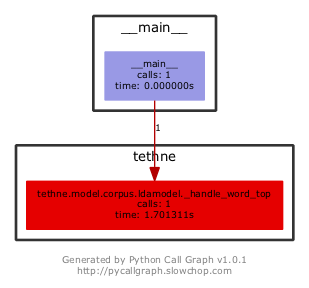 __main__
__main__
calls: 1
time: 0.000000s
1
tethne
tethne.model.corpus.ldamodel._handle_word_top
calls: 1
time: 1.701311s
Generated by Python Call Graph v1.0.1
http://pycallgraph.slowchop.com